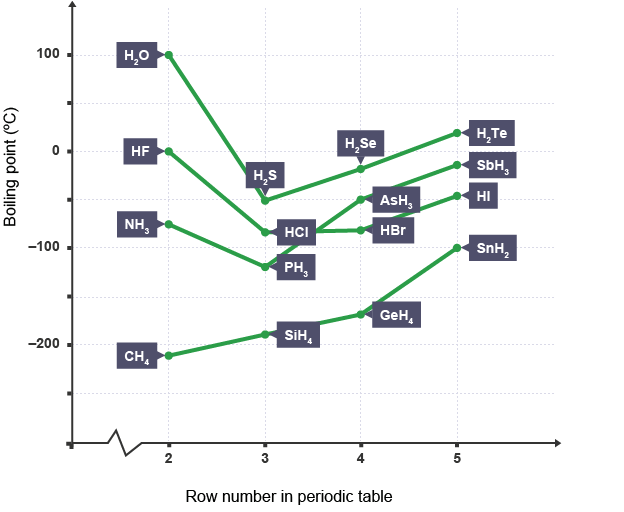 Boiling point (ºC)
100
0
−100
−200
H₂O
HF
NH₃
CH₄
H₂S
HCl
PH₃
SiH₄
H₂Se
AsH₃
HBr
GeH₄
H₂Te
SbH₃
HI
SnH₂
2 3 4 5
Row number in periodic table